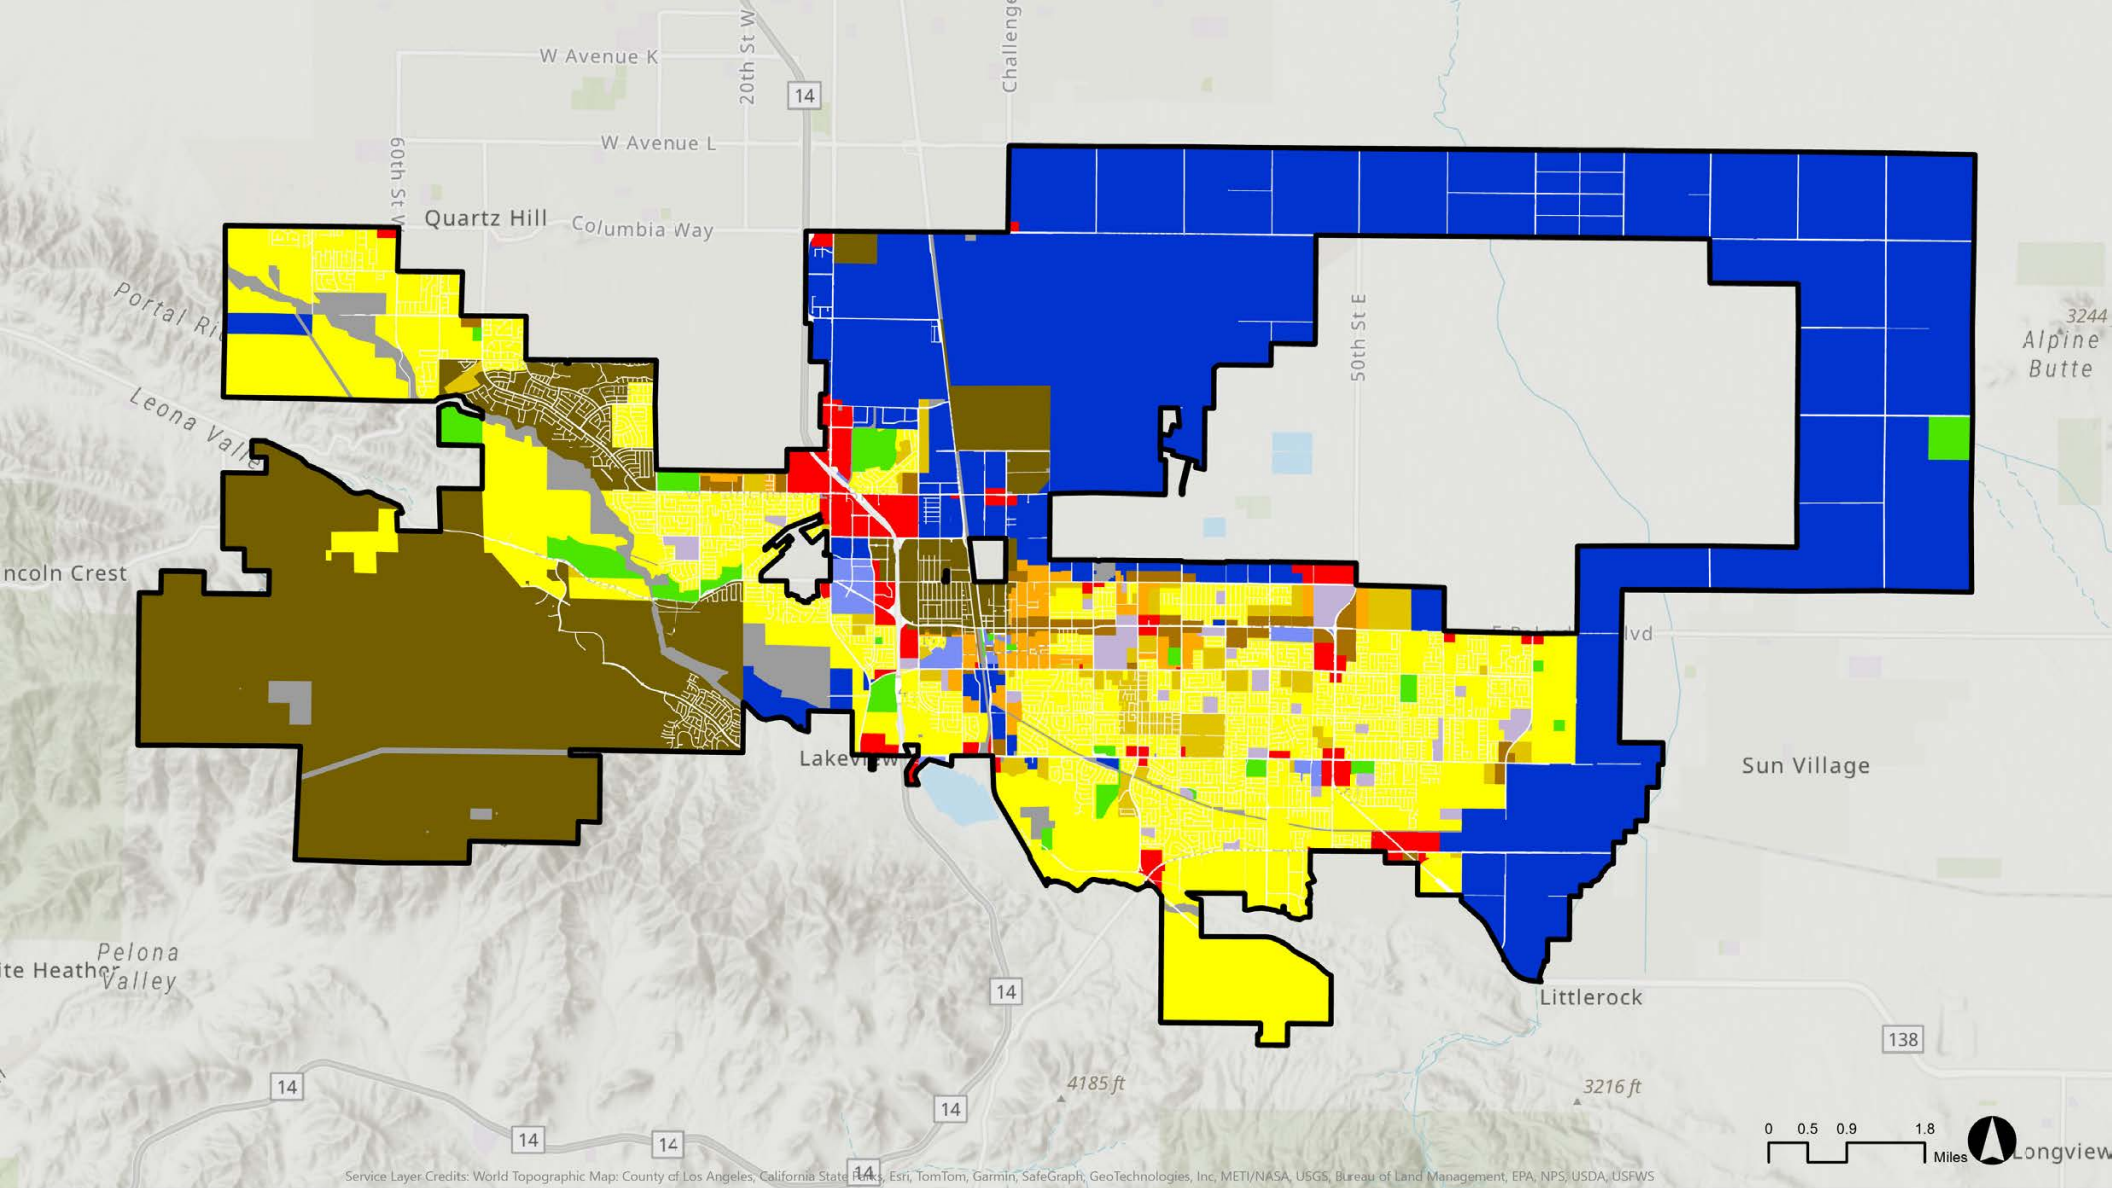 W Avenue K
20th St W
Challenge
14
W Avenue L
60th St W
Quartz Hill
Columbia Way
Portal Ri
50th St E
3244
Alpine
Butte
Leona Valle
ncoln Crest
lvd
Lakeview
Sun Village
Pelona
Valley
ite Heather
14
Littlerock
138
4185 ft
3216 ft
14
14
14
14
14
0 0.5 0.9 1.8
Miles
Longview
Service Layer Credits: World Topographic Map: County of Los Angeles, California State Parks, Esri, TomTom, Garmin, SafeGraph, GeoTechnologies, Inc, METI/NASA, USGS, Bureau of Land Management, EPA, NPS, USDA, USFWS